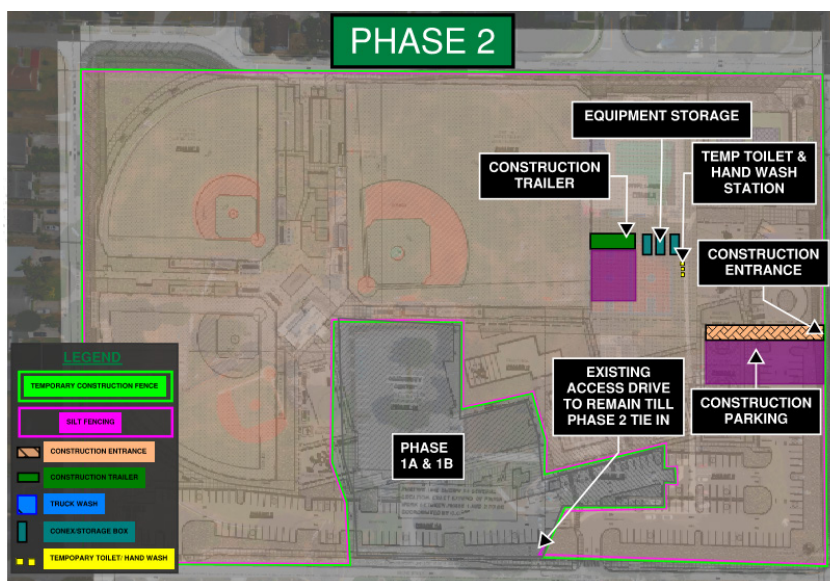 PHASE 2
EQUIPMENT STORAGE
CONSTRUCTION
TRAILER
TEMP TOILET &
HAND WASH
STATION
CONSTRUCTION
ENTRANCE
EXISTING
ACCESS DRIVE
TO REMAIN TILL
PHASE 2 TIE IN
CONSTRUCTION
PARKING
PHASE
1A & 1B
LEGEND
TEMPORARY CONSTRUCTION FENCE
SILT FENCING
CONSTRUCTION ENTRANCE
CONSTRUCTION TRAILER
TRUCK WASH
CONEX/STORAGE BOX
TEMPOPARY TOILET/ HAND WASH